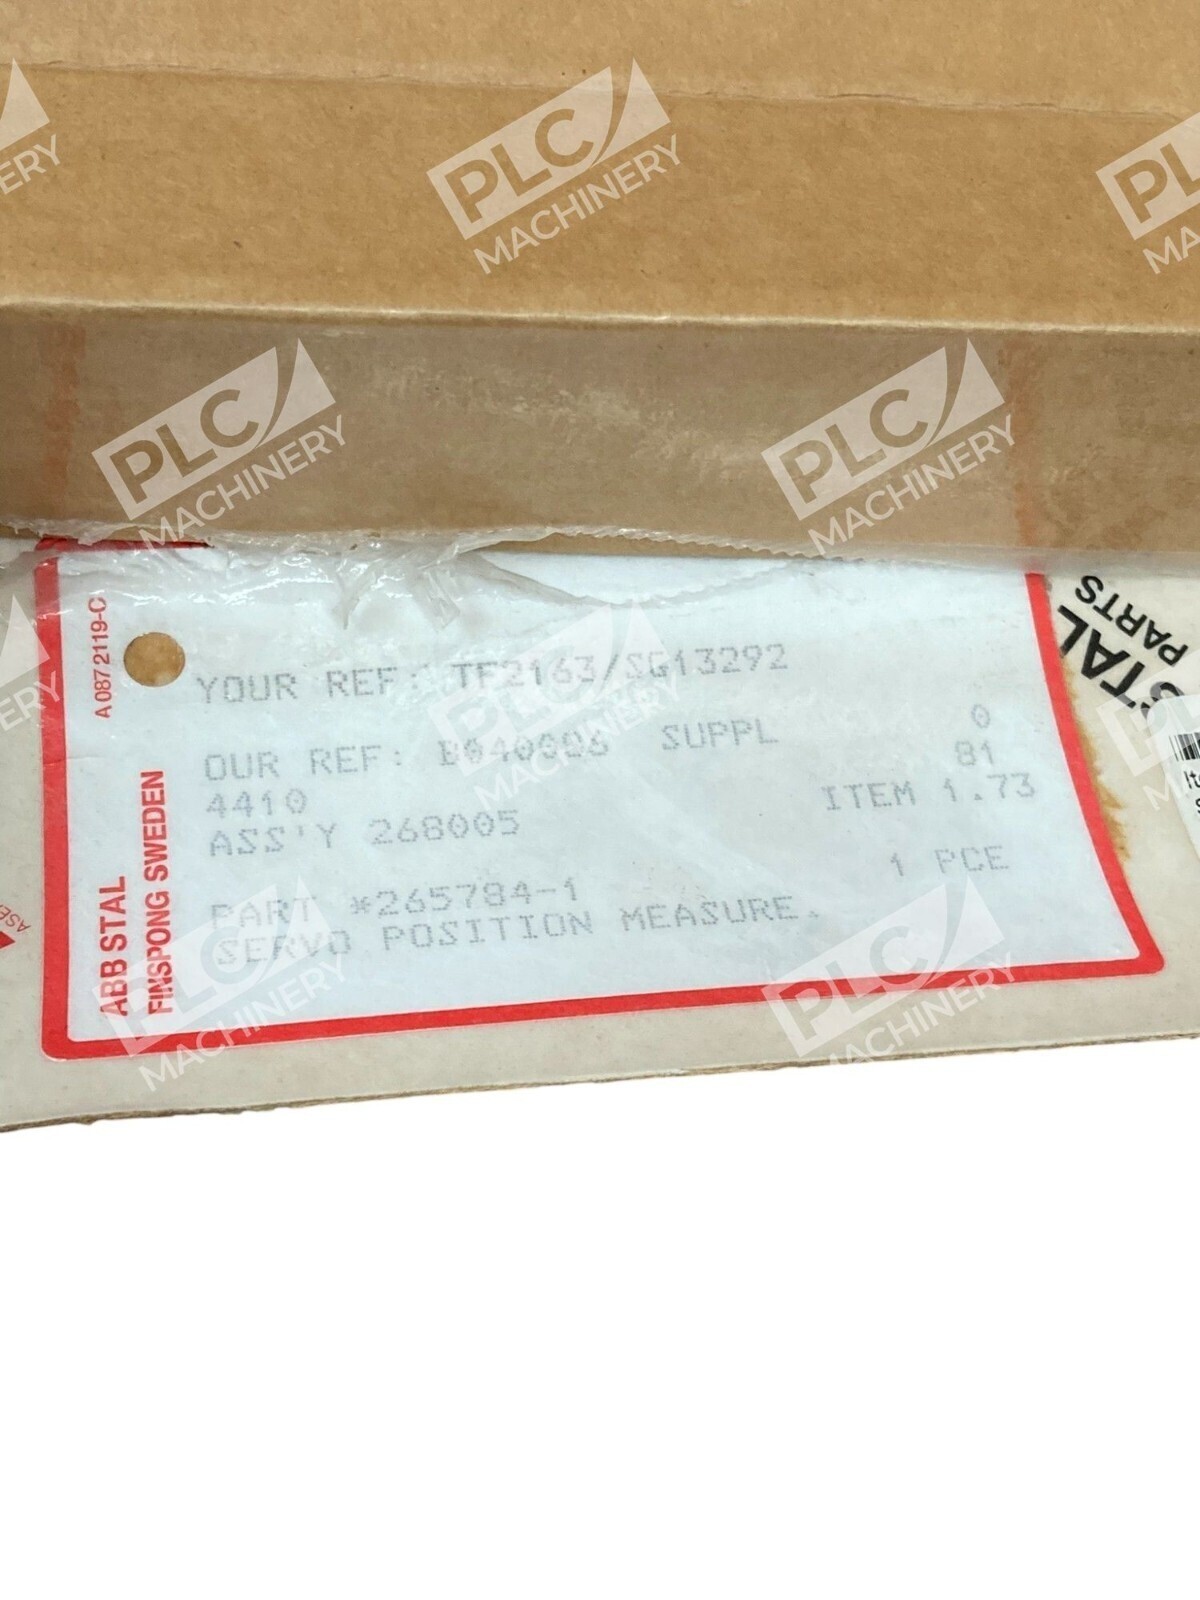 PLC
MACHINERY
YOUR REF: TF2163/SG13292
OUR REF: B040086 SUPPL 0
4410 81
ASS'Y 268005 ITEM 1.73
PART *265784-1 1 PCE
SERVO POSITION MEASURE.
A 087 2119-C
ABB STAL
FINSPONG SWEDEN
STAL
PARTS